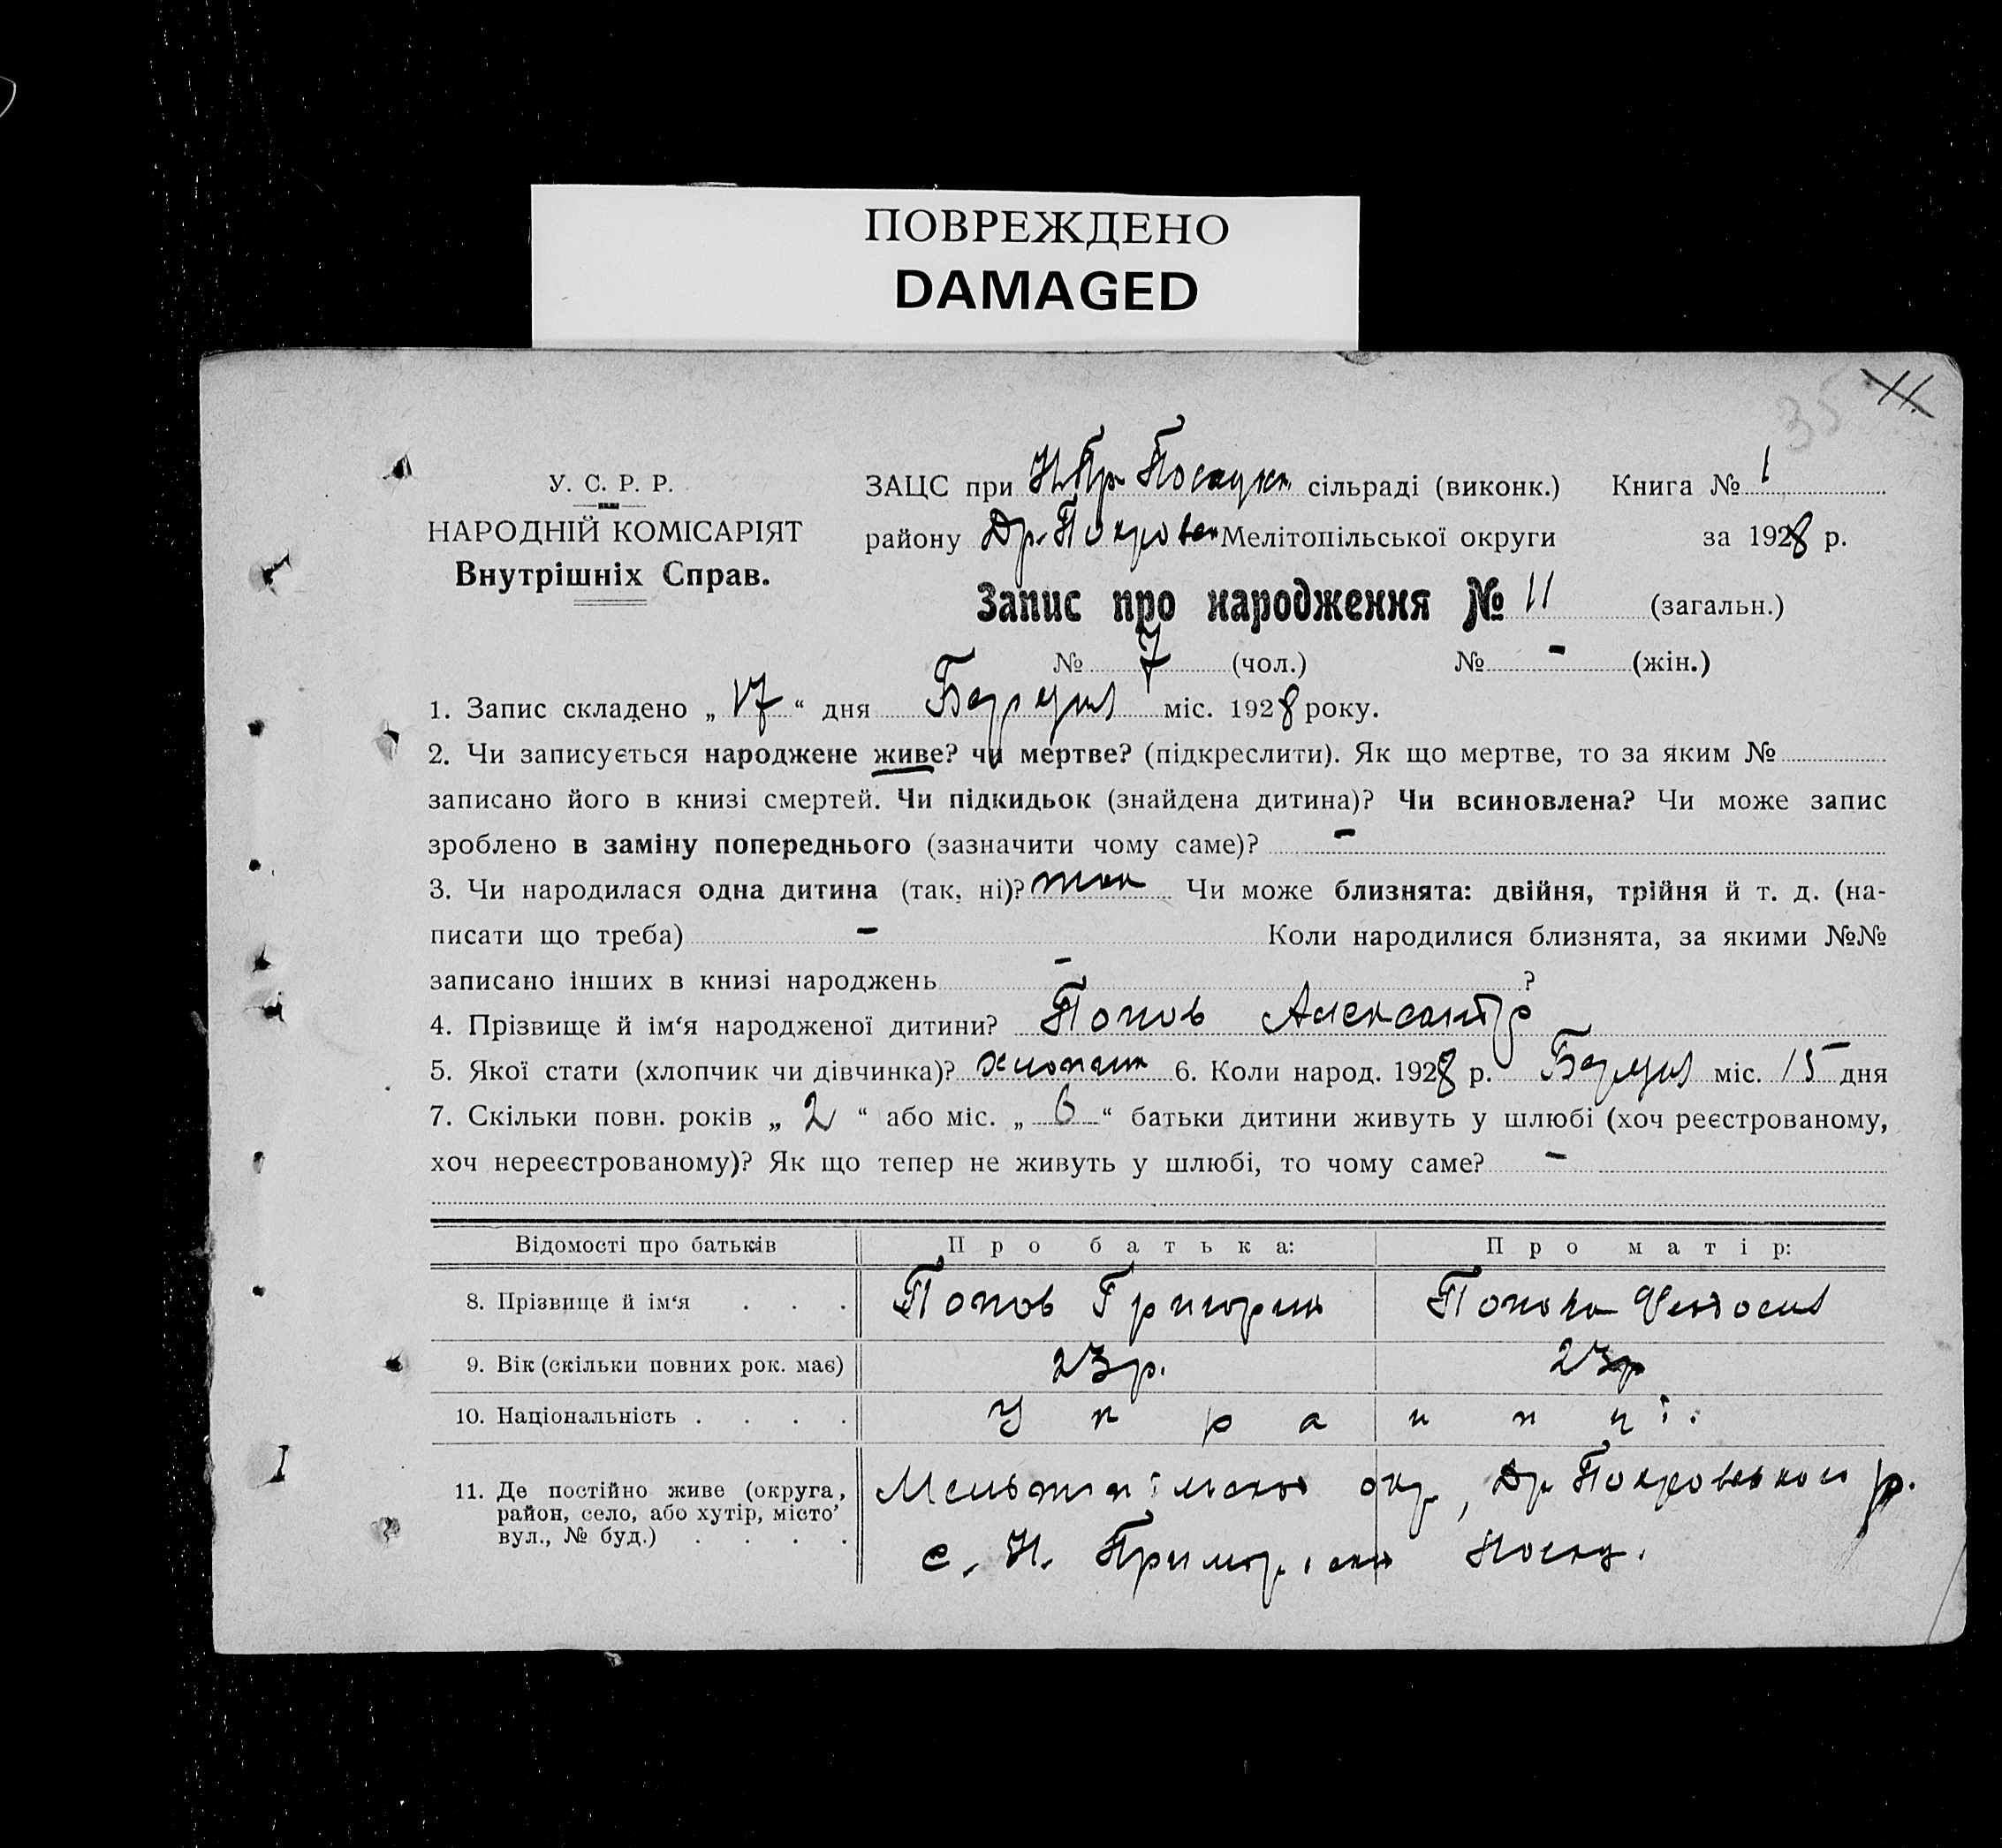 ПОВРЕЖДЕНО
DAMAGED
35 11.
У. С. Р. Р.
НАРОДНІЙ КОМІСАРІЯТ
Внутрішніх Справ.
ЗАЦС при Н.Пр. Посаук. сільраді (виконк.) Книга № 1
району Др.-Покровск Мелітопільської округи за 1928 р.
Запис про народження № 11 (загальн.)
№ 7 (чол.) № - (жін.)
1. Запис складено „ 17 “ дня міс. 1928 року.
2. Чи записується народжене живе? чи мертве? (підкреслити). Як що мертве, то за яким №
записано його в книзі смертей. Чи підкидьок (знайдена дитина)? Чи всиновлена? Чи може запис
зроблено в заміну попереднього (зазначити чому саме)? -
3. Чи народилася одна дитина (так, ні)? так Чи може близнята: двійня, трійня й т. д. (на-
писати що треба) - Коли народилися близнята, за якими №№
записано інших в книзі народжень - ?
4. Прізвище й ім‘я народженої дитини? Попов Александр
5. Якої стати (хлопчик чи дівчинка)? хлопчик 6. Коли народ. 1928 р. міс. 15 дня
7. Скільки повн. років „ 2 “ або міс. „ 6 “ батьки дитини живуть у шлюбі (хоч реєстрованому,
хоч нереєстрованому)? Як що тепер не живуть у шлюбі, то чому саме? -
Відомості про батьків Про батька: Про матір:
8. Прізвище й ім‘я . . . Попов Григорий Попова Феодосия
9. Вік (скільки повних рок. має) 23 р. 23 р
10. Національність . . . . Украинці.
11. Де постійно живе (округа, район, село, або хутір, місто’ вул., № буд.) . . . .
окр., Др. Покровського р.
с. Н. Посад.